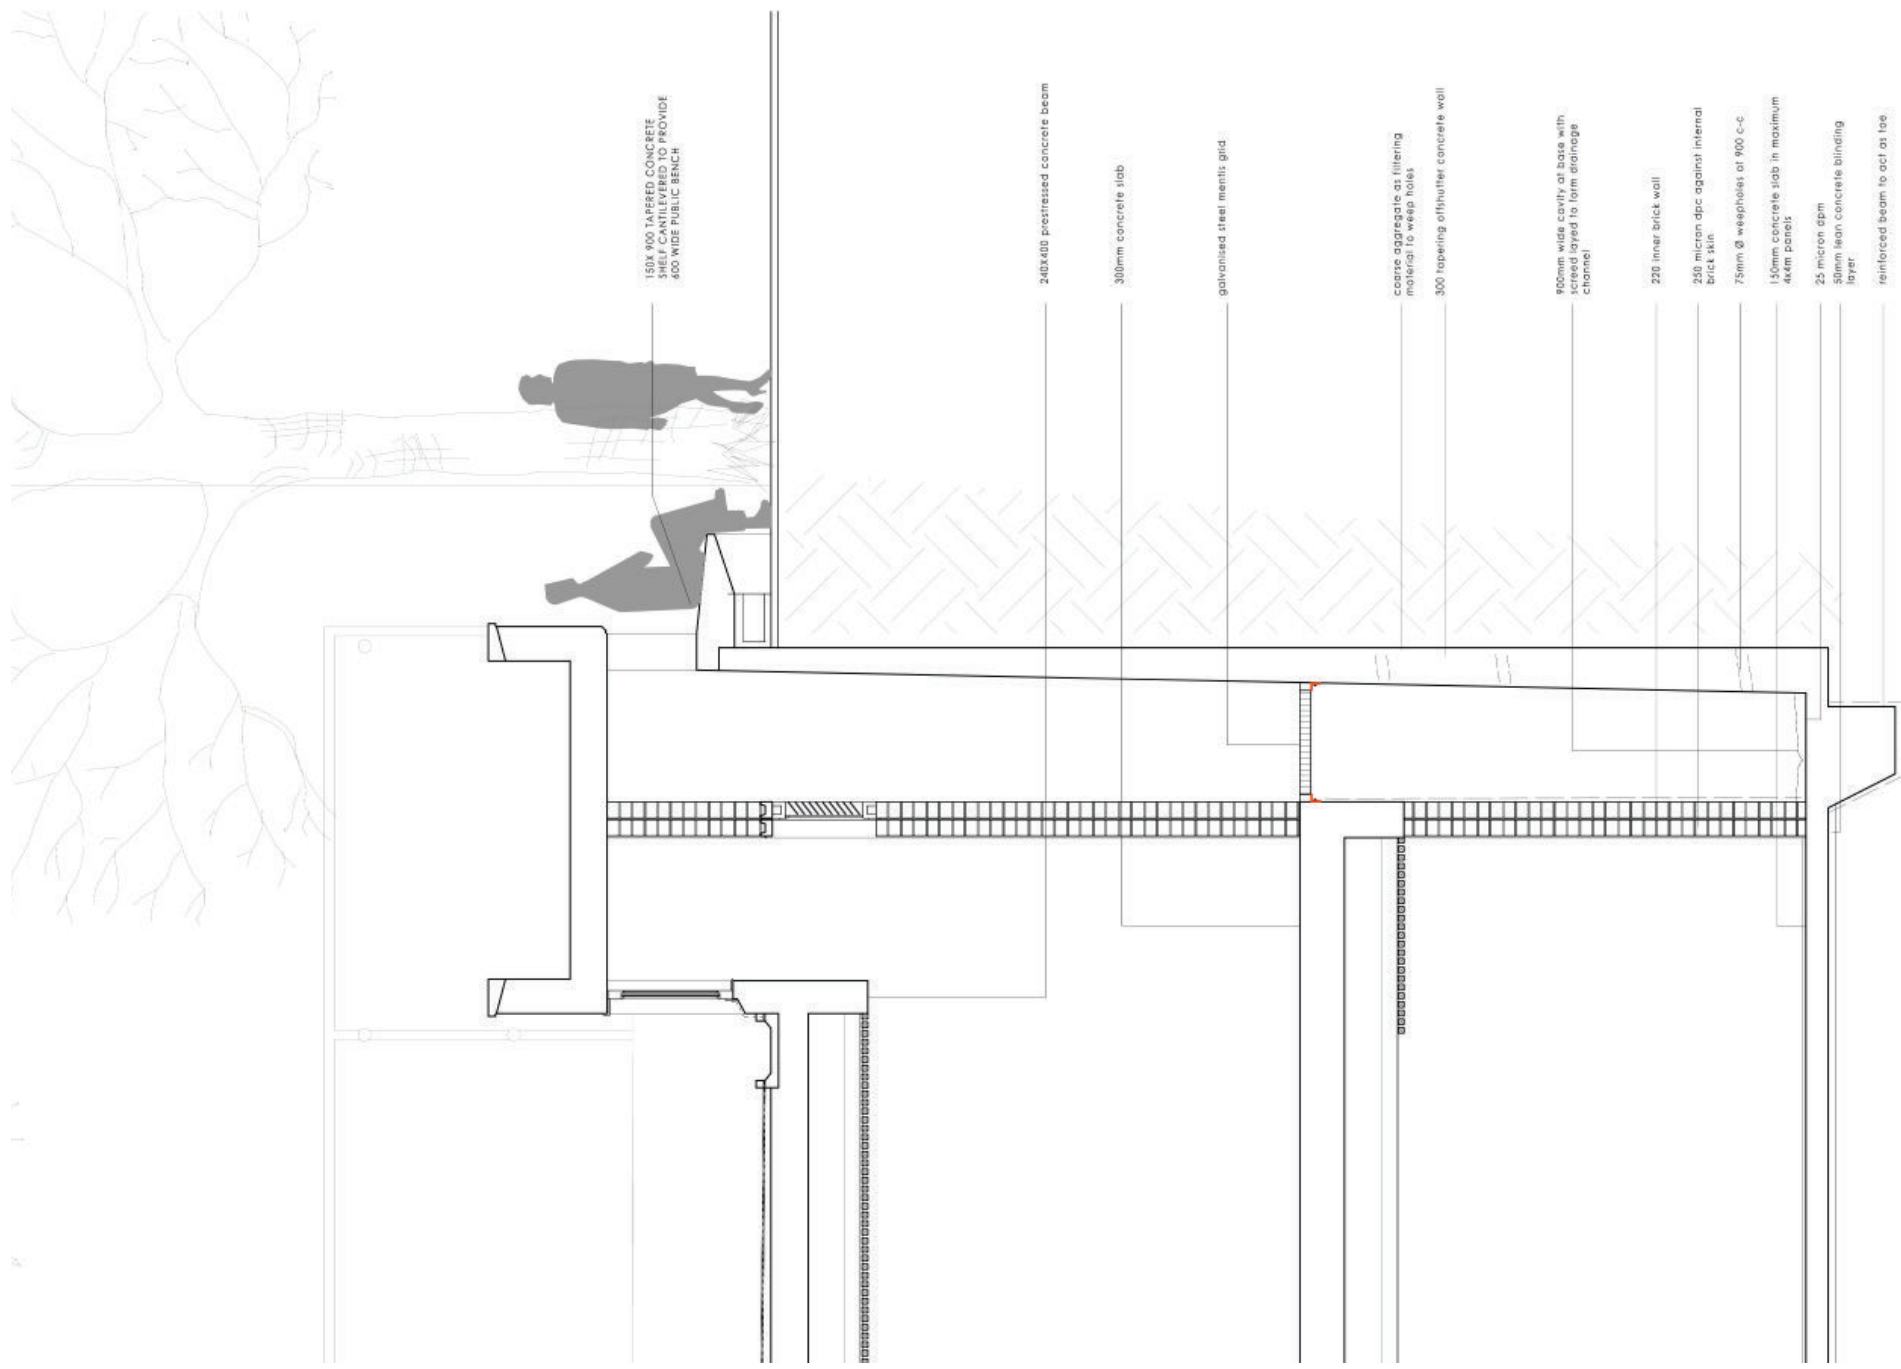 150X 900 TAPERED CONCRETE
SHELF CANTILEVERED TO PROVIDE
600 WIDE PUBLIC BENCH
240X400 prestressed concrete beam
300mm concrete slab
galvanised steel mentis grid
coarse aggregate as filtering
material to weep holes
300 tapering offshutter concrete wall
900mm wide cavity at base with
screed layed to form drainage
channel
220 inner brick wall
250 micron dpc against internal
brick skin
75mm Ø weepholes at 900 c-c
150mm concrete slab in maximum
4x4m panels
25 micron dpm
50mm lean concrete blinding
layer
reinforced beam to act as toe